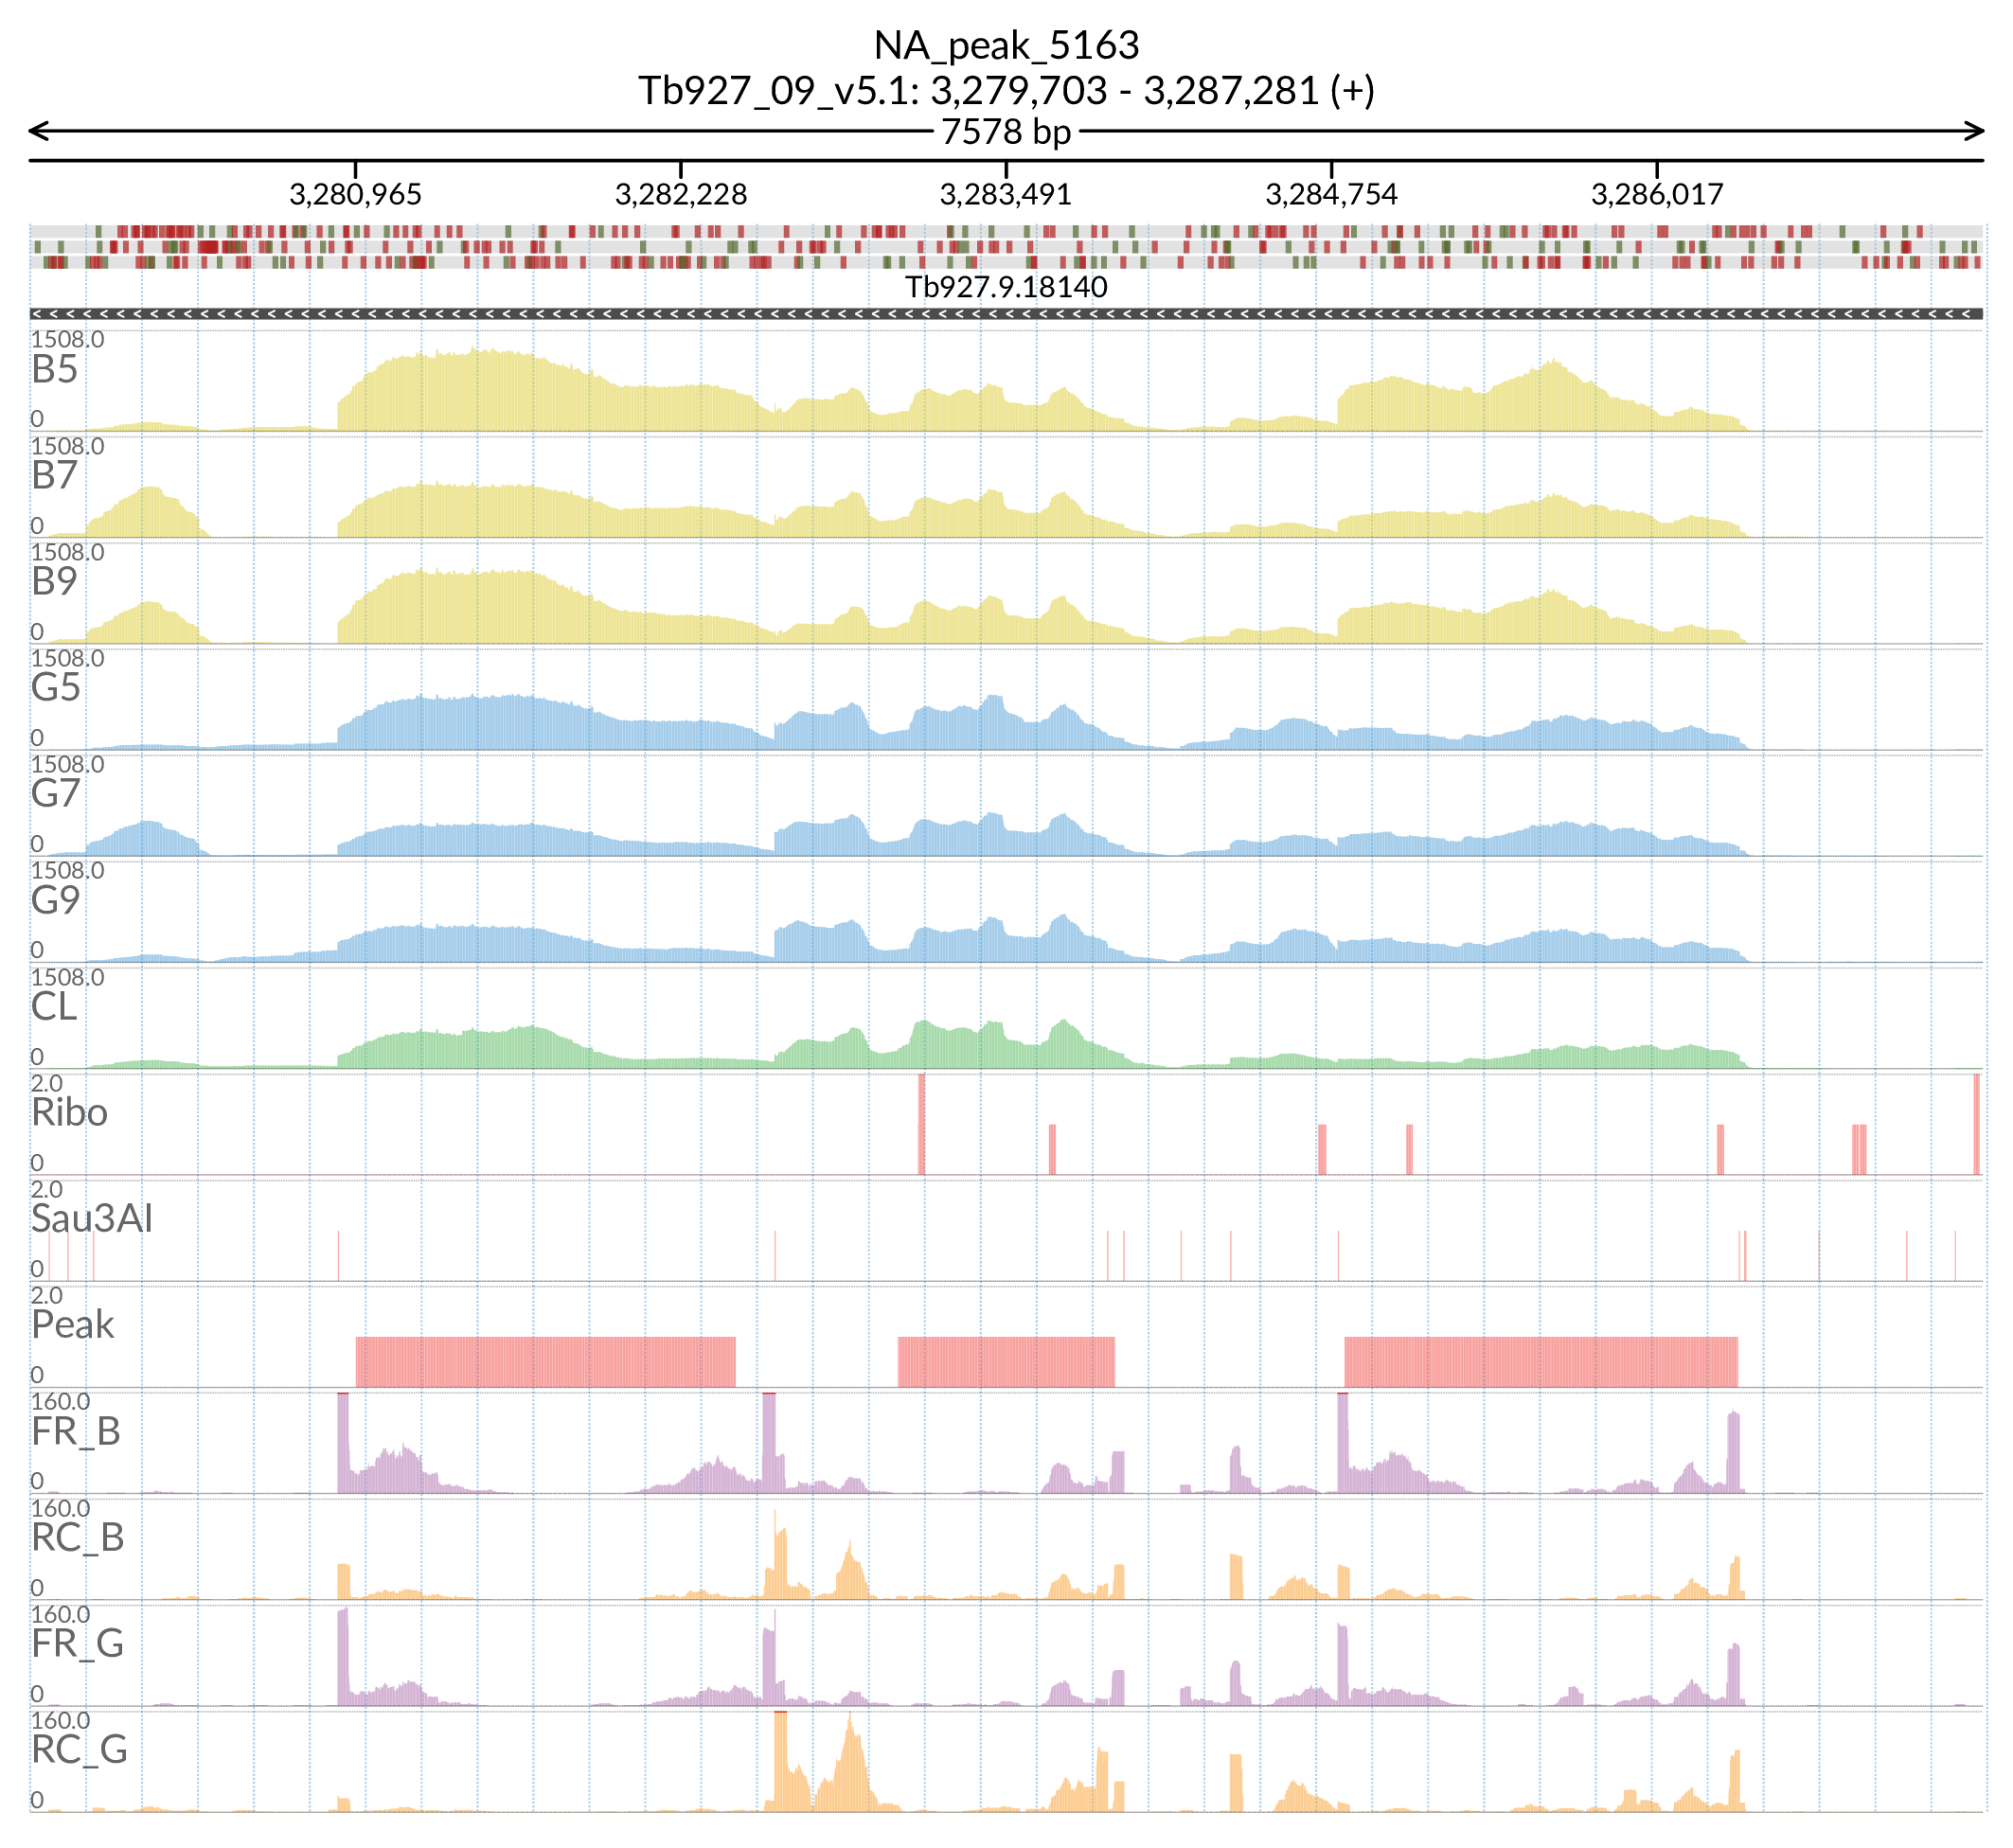 NA_peak_5163
Tb927_09_v5.1: 3,279,703 - 3,287,281 (+)
7578 bp
3,280,965 3,282,228 3,283,491 3,284,754 3,286,017
Tb927.9.18140
1508.0
B5
0
1508.0
B7
0
1508.0
B9
0
1508.0
G5
0
1508.0
G7
0
1508.0
G9
0
1508.0
CL
0
2.0
Ribo
0
2.0
Sau3AI
0
2.0
Peak
0
160.0
FR_B
0
160.0
RC_B
0
160.0
FR_G
0
160.0
RC_G
0